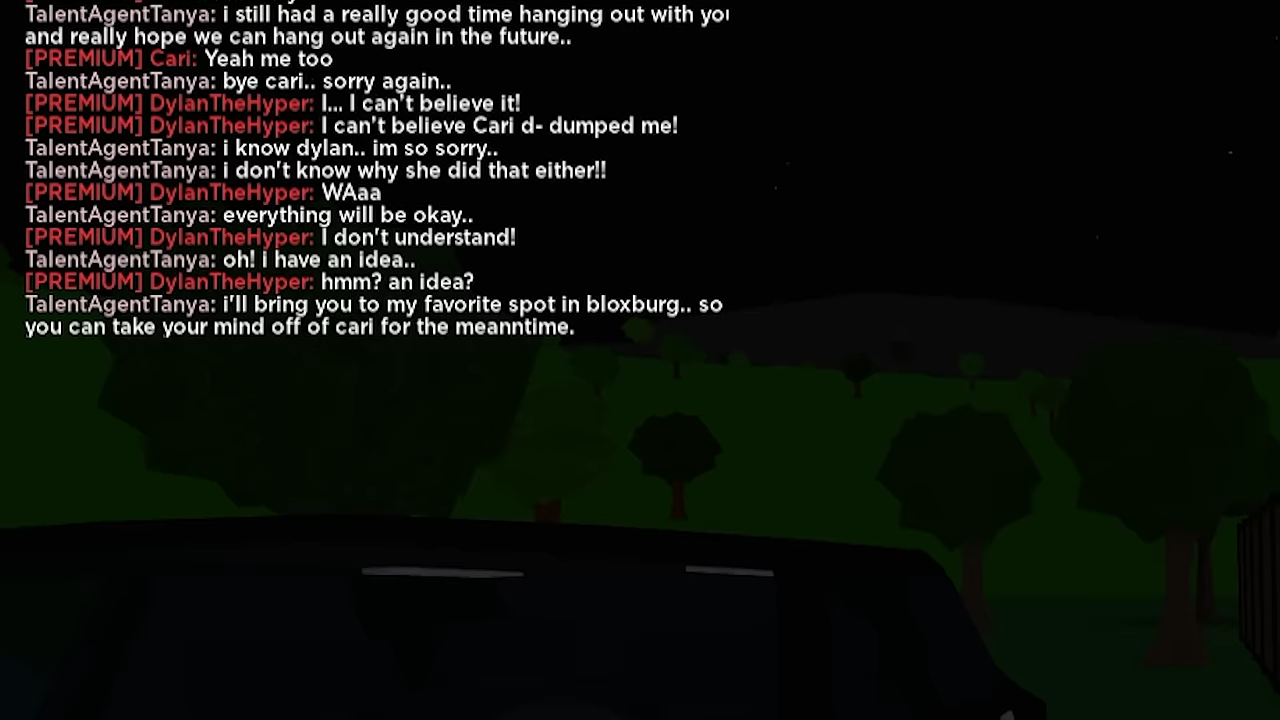 TalentAgentTanya: i still had a really good time hanging out with you
and really hope we can hang out again in the future..
[PREMIUM] Cari: Yeah me too
TalentAgentTanya: bye cari.. sorry again..
[PREMIUM] DylanTheHyper: I... I can't believe it!
[PREMIUM] DylanTheHyper: I can't believe Cari d- dumped me!
TalentAgentTanya: i know dylan.. im so sorry..
TalentAgentTanya: i don't know why she did that either!!
[PREMIUM] DylanTheHyper: WAaa
TalentAgentTanya: everything will be okay..
[PREMIUM] DylanTheHyper: I don't understand!
TalentAgentTanya: oh! i have an idea..
[PREMIUM] DylanTheHyper: hmm? an idea?
TalentAgentTanya: i'll bring you to my favorite spot in bloxburg.. so
you can take your mind off of cari for the meanntime.